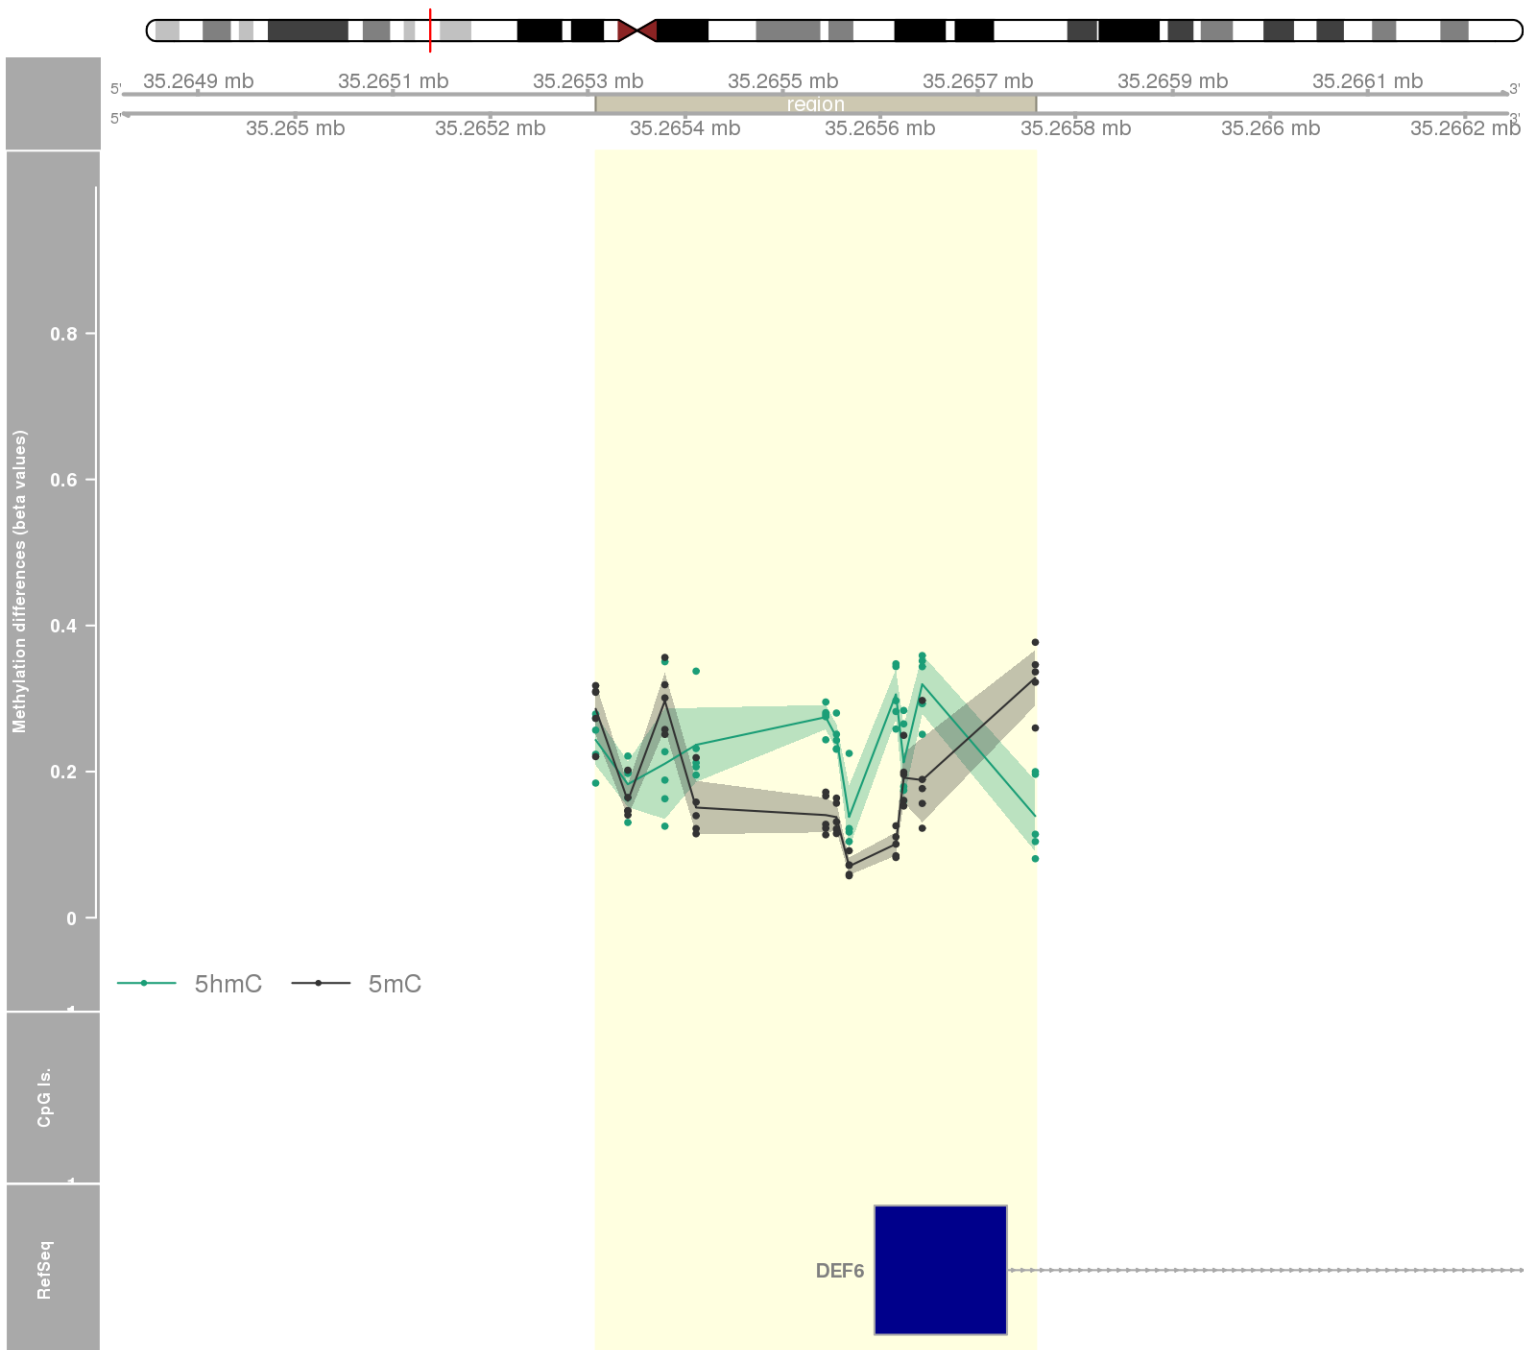 35.2649 mb 35.2651 mb 35.2653 mb 35.2655 mb 35.2657 mb 35.2659 mb 35.2661 mb
5' 3'
region
5' 3'
35.265 mb 35.2652 mb 35.2654 mb 35.2656 mb 35.2658 mb 35.266 mb 35.2662 mb
Methylation differences (beta values)
0.8
0.6
0.4
0.2
0
5hmC 5mC
CpG Is.
RefSeq
DEF6